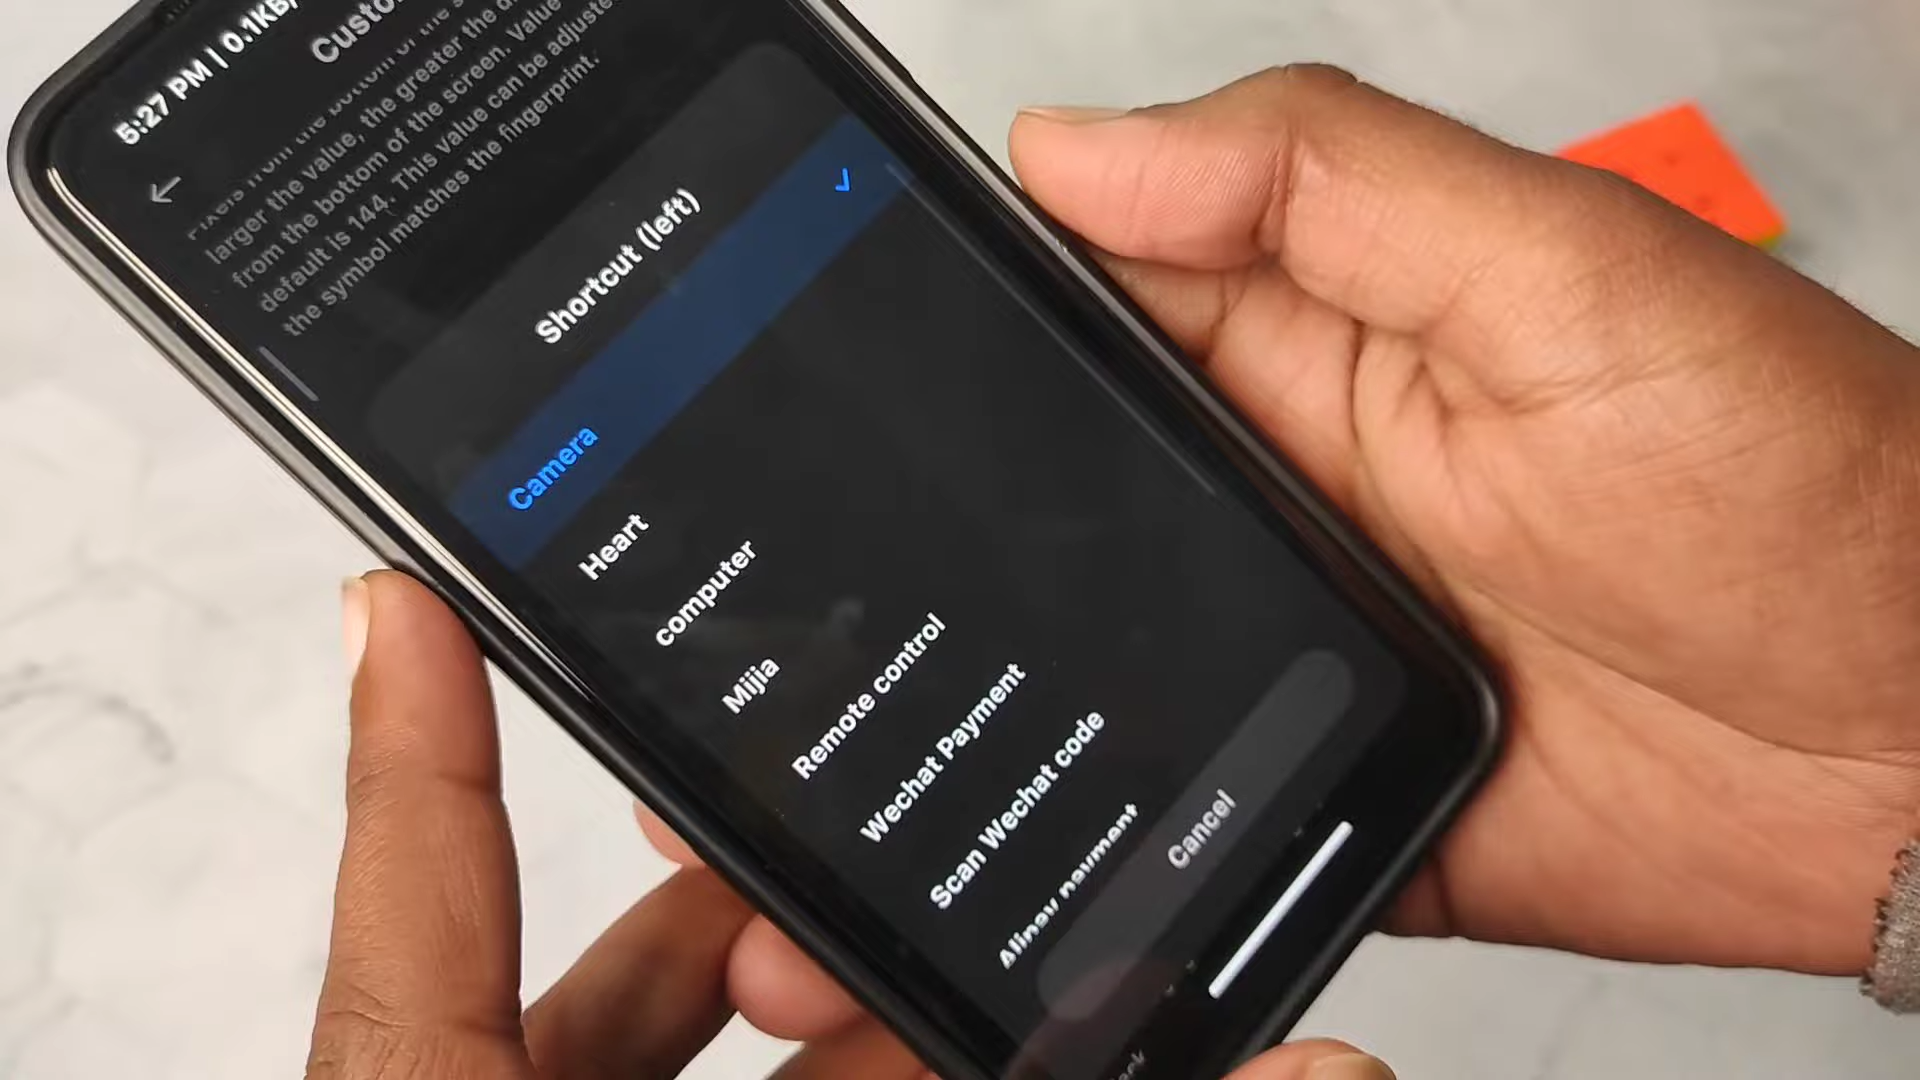 5:27 PM | 0.1KB/
larger the value, the greater the
from the bottom of the screen. Value
default is 144. This value can be adjuste
the symbol matches the fingerprint.
Shortcut (left)
Camera
Heart
computer
Mijia
Remote control
Wechat Payment
Scan Wechat code
Alipay payment
Cancel